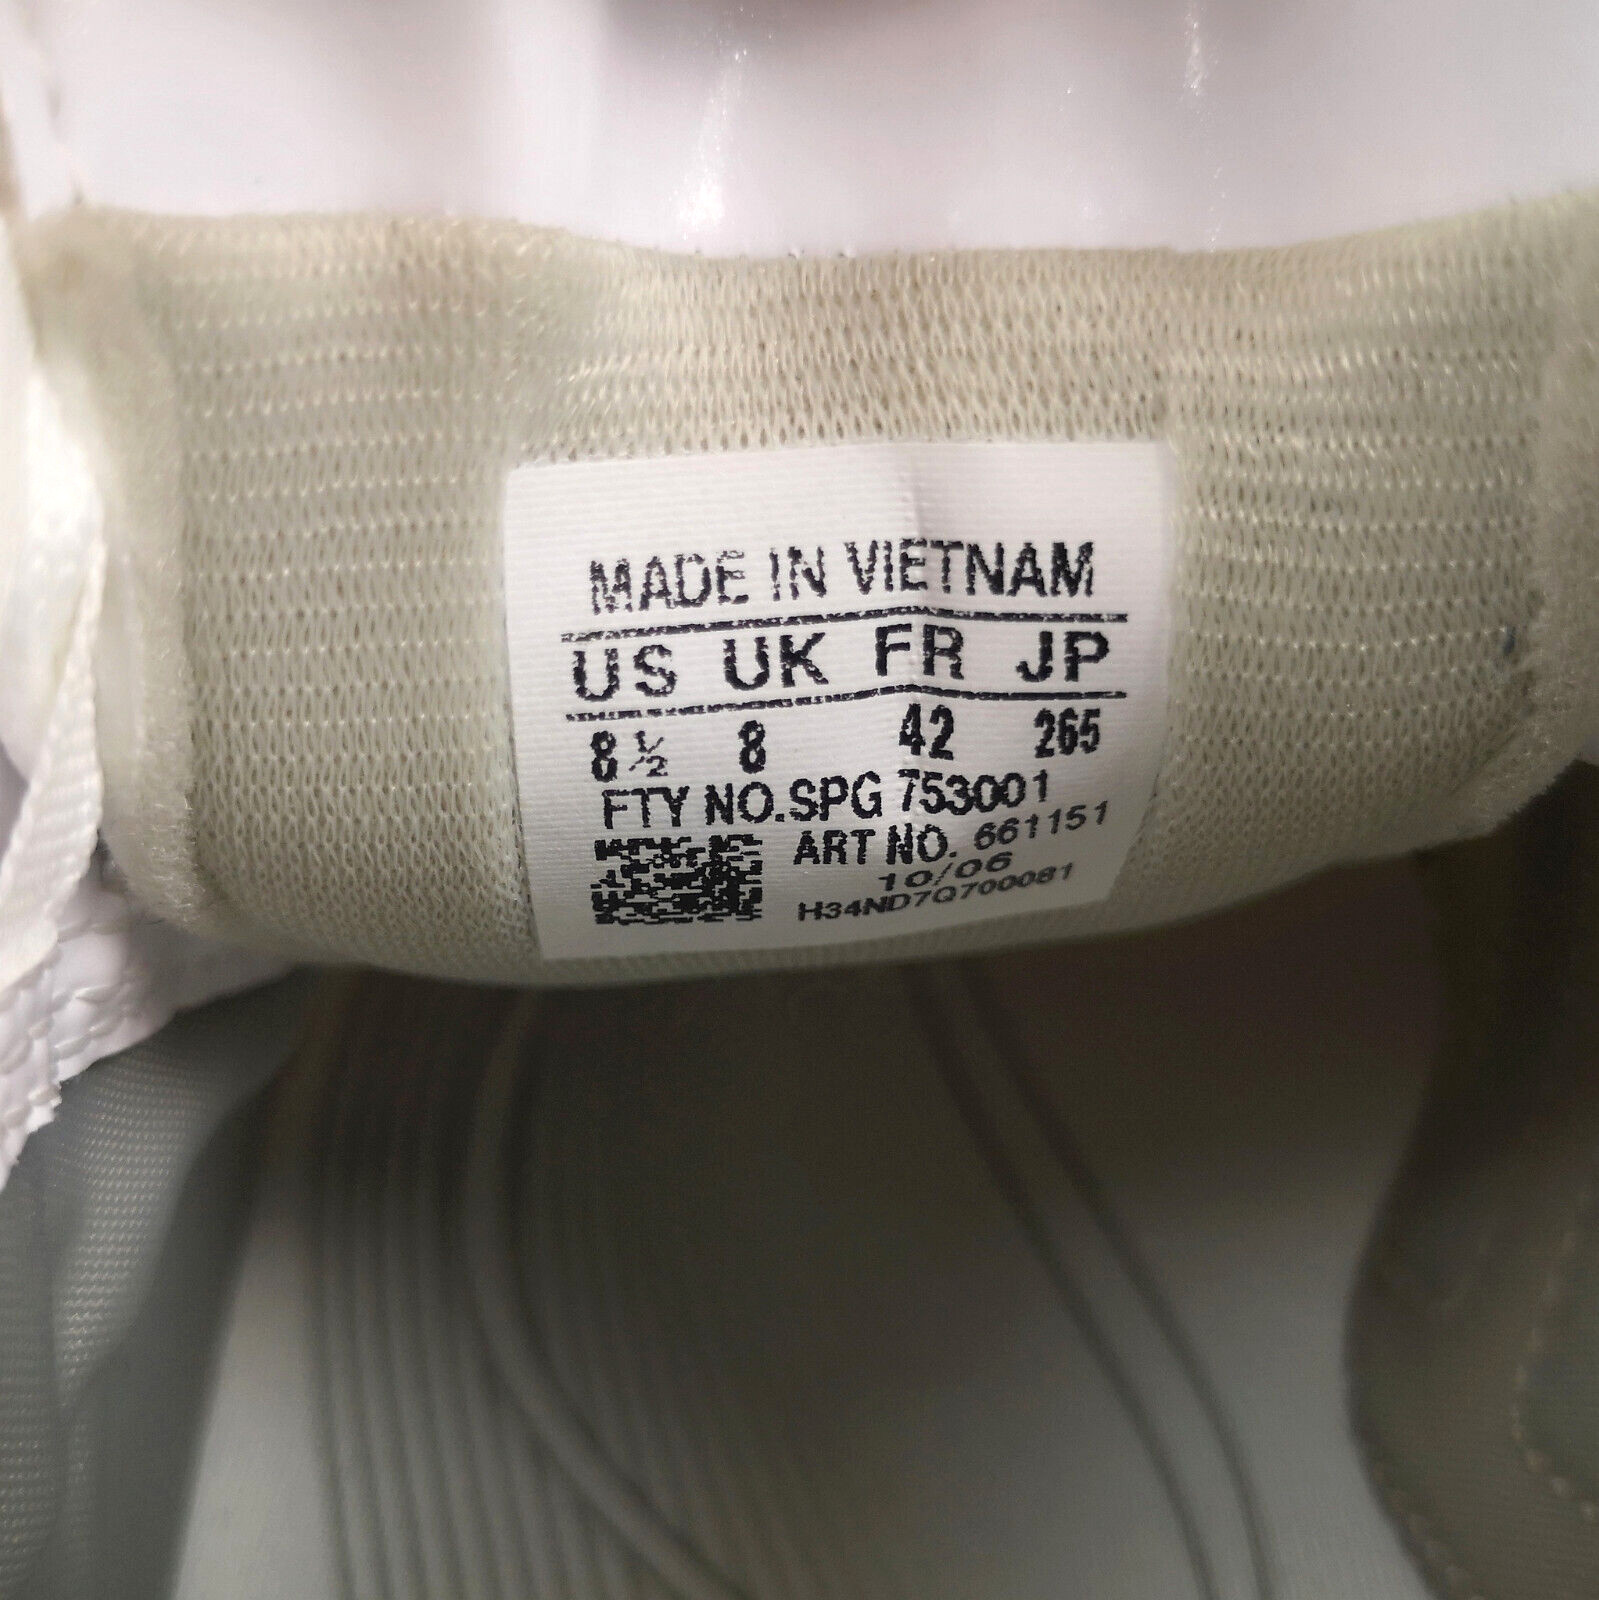 MADE IN VIETNAM
US UK FR JP
8 ½ 8 42 265
FTY NO.SPG 753001
ART NO. 661151
10/06
H34ND7Q700081